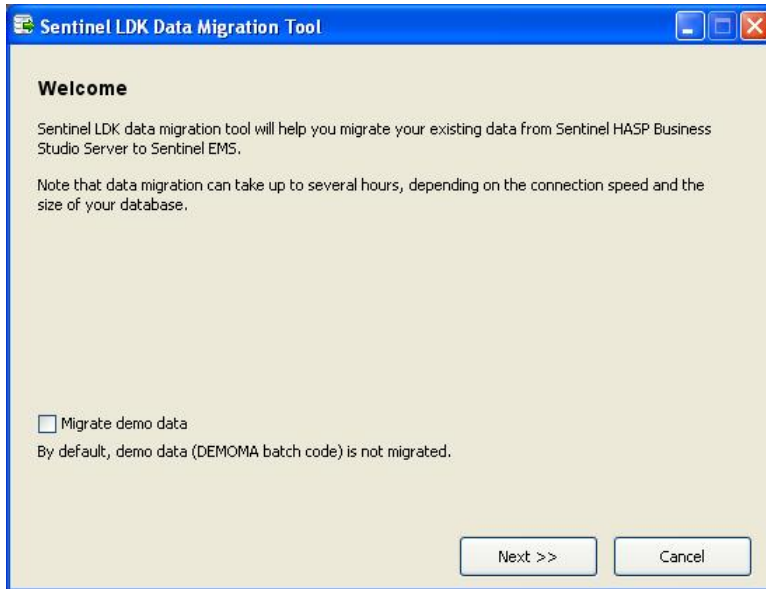 Sentinel LDK Data Migration Tool
Welcome
Sentinel LDK data migration tool will help you migrate your existing data from Sentinel HASP Business
Studio Server to Sentinel EMS.
Note that data migration can take up to several hours, depending on the connection speed and the
size of your database.
Migrate demo data
By default, demo data (DEMOMA batch code) is not migrated.
Next >>
Cancel